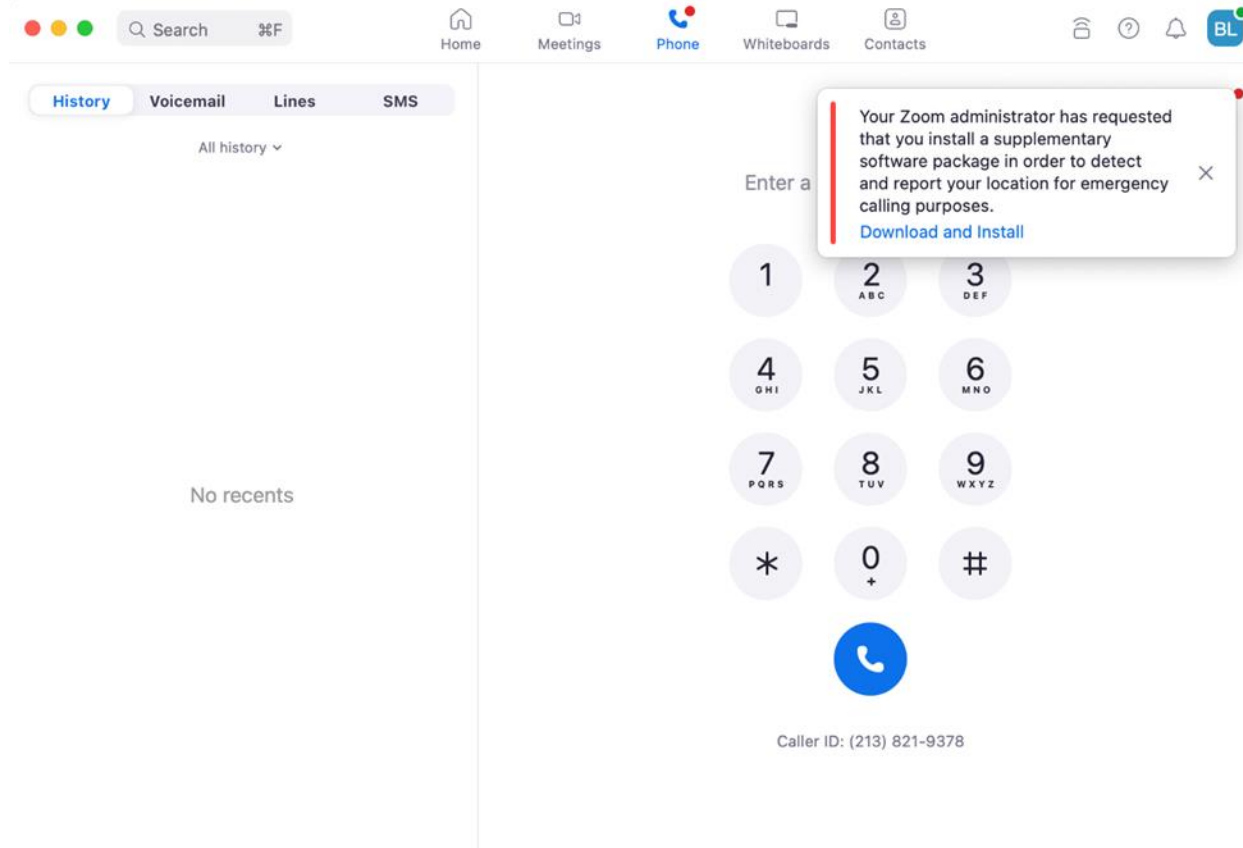 Search ⌘F
Home
Meetings
Phone
Whiteboards
Contacts
BL
History Voicemail Lines SMS
All history
No recents
Your Zoom administrator has requested
that you install a supplementary
software package in order to detect
and report your location for emergency
calling purposes.
Download and Install
Enter a
1
2
ABC
3
DEF
4
GHI
5
JKL
6
MNO
7
PQRS
8
TUV
9
WXYZ
*
0
+
#
Caller ID: (213) 821-9378